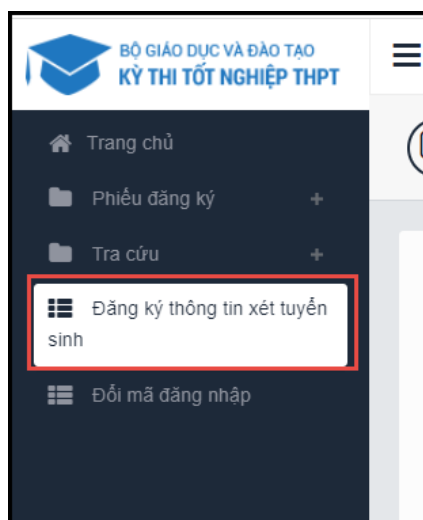 BỘ GIÁO DỤC VÀ ĐÀO TẠO
KỲ THI TỐT NGHIỆP THPT
Trang chủ
Phiếu đăng ký +
Tra cứu +
Đăng ký thông tin xét tuyển
sinh
Đổi mã đăng nhập